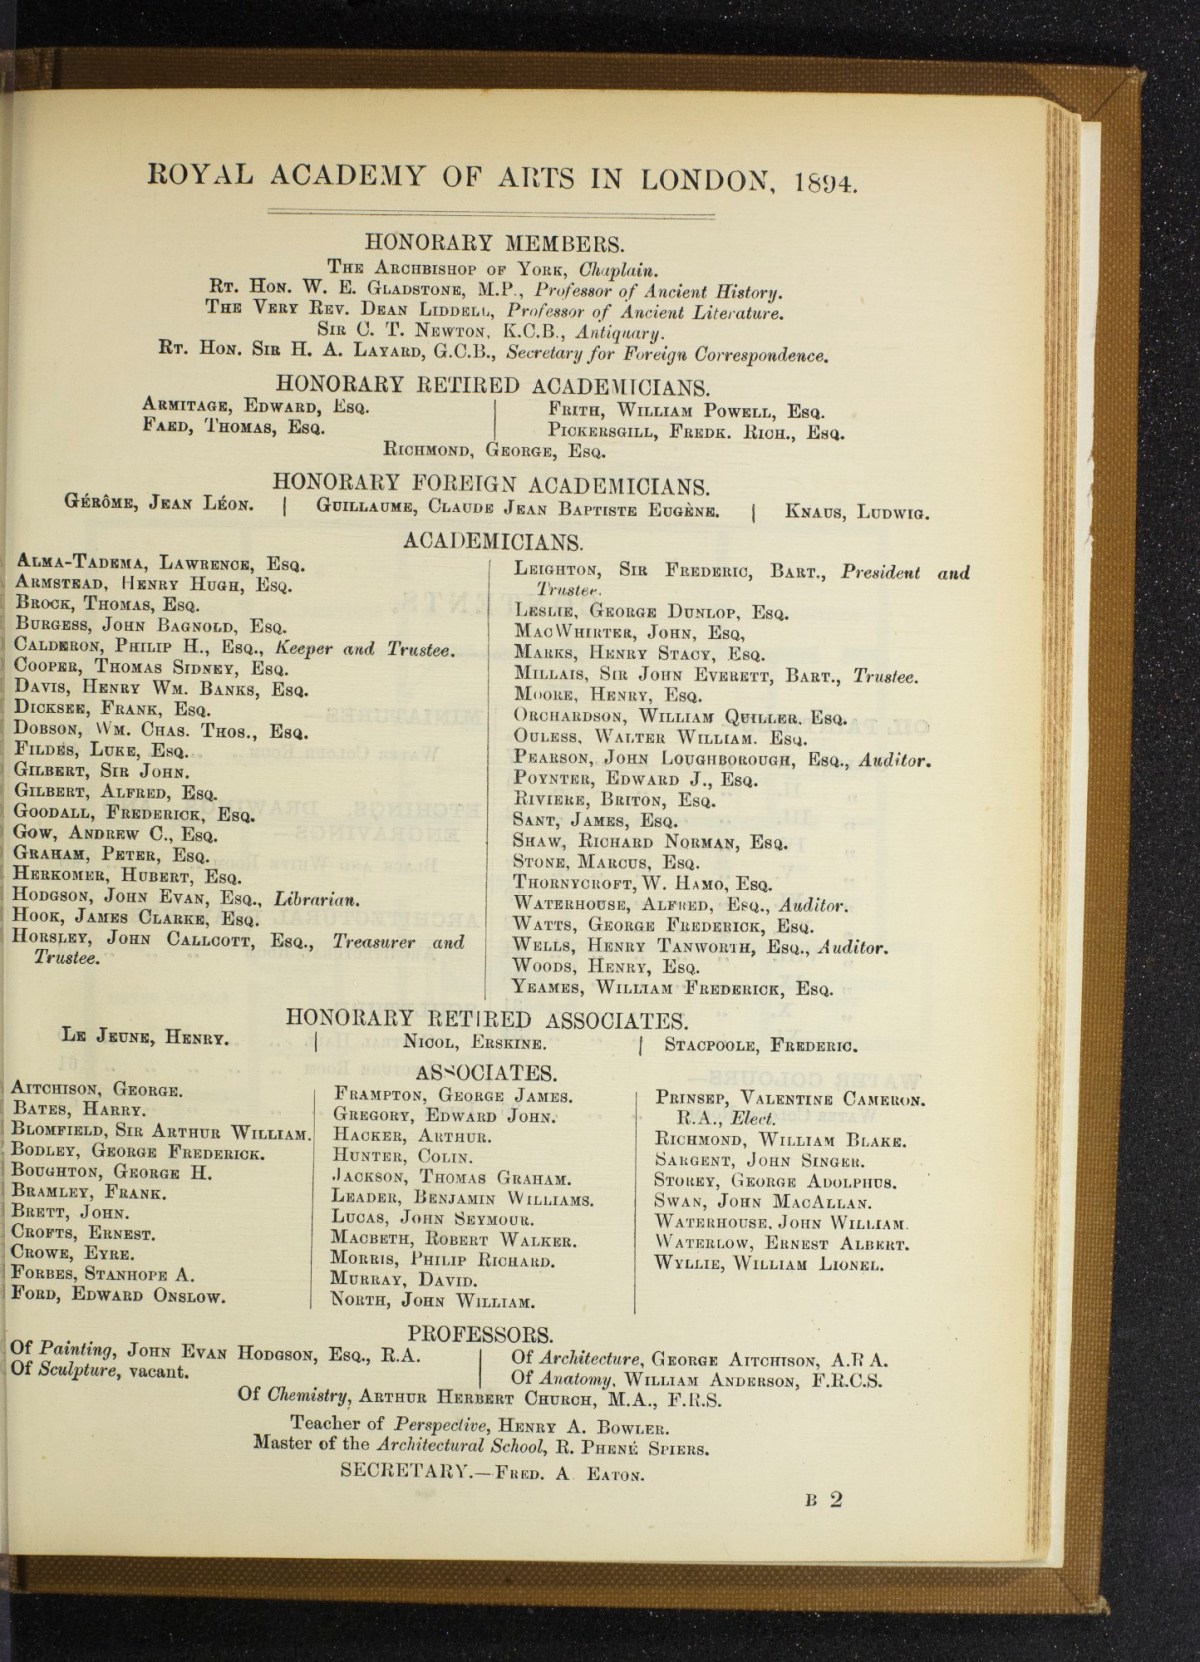 ROYAL ACADEMY OF ARTS IN LONDON, 1894.
HONORARY MEMBERS.
THE ARCHBISHOP OF YORK, Chaplain.
RT. HON. W. E. GLADSTONE, M.P., Professor of Ancient History.
THE VERY REV. DEAN LIDDELL, Professor of Ancient Literature.
SIR C. T. NEWTON, K.C.B., Antiquary.
RT. HON. SIR H. A. LAYARD, G.C.B., Secretary for Foreign Correspondence.
HONORARY RETIRED ACADEMICIANS.
ARMITAGE, EDWARD, ESQ.
FAED, THOMAS, ESQ.
FRITH, WILLIAM POWELL, ESQ.
PICKERSGILL, FREDK. RICH., ESQ.
RICHMOND, GEORGE, ESQ.
HONORARY FOREIGN ACADEMICIANS.
GÉRÔME, JEAN LÉON. | GUILLAUME, CLAUDE JEAN BAPTISTE EUGÈNE. | KNAUS, LUDWIG.
ACADEMICIANS.
ALMA-TADEMA, LAWRENCE, ESQ.
ARMSTEAD, HENRY HUGH, ESQ.
BROCK, THOMAS, ESQ.
BURGESS, JOHN BAGNOLD, ESQ.
CALDERON, PHILIP H., ESQ., Keeper and Trustee.
COOPER, THOMAS SIDNEY, ESQ.
DAVIS, HENRY WM. BANKS, ESQ.
DICKSEE, FRANK, ESQ.
DOBSON, WM. CHAS. THOS., ESQ.
FILDES, LUKE, ESQ.
GILBERT, SIR JOHN.
GILBERT, ALFRED, ESQ.
GOODALL, FREDERICK, ESQ.
GOW, ANDREW C., ESQ.
GRAHAM, PETER, ESQ.
HERKOMER, HUBERT, ESQ.
HODGSON, JOHN EVAN, ESQ., Librarian.
HOOK, JAMES CLARKE, ESQ.
HORSLEY, JOHN CALLCOTT, ESQ., Treasurer and
Trustee.
LEIGHTON, SIR FREDERIC, BART., President and
Trustee.
LESLIE, GEORGE DUNLOP, ESQ.
MACWHIRTER, JOHN, ESQ,
MARKS, HENRY STACY, ESQ.
MILLAIS, SIR JOHN EVERETT, BART., Trustee.
MOORE, HENRY, ESQ.
ORCHARDSON, WILLIAM QUILLER. ESQ.
OULESS, WALTER WILLIAM. ESQ.
PEARSON, JOHN LOUGHBOROUGH, ESQ., Auditor.
POYNTER, EDWARD J., ESQ.
RIVIERE, BRITON, ESQ.
SANT, JAMES, ESQ.
SHAW, RICHARD NORMAN, ESQ.
STONE, MARCUS, ESQ.
THORNYCROFT, W. HAMO, ESQ.
WATERHOUSE, ALFRED, ESQ., Auditor.
WATTS, GEORGE FREDERICK, ESQ.
WELLS, HENRY TANWORTH, ESQ., Auditor.
WOODS, HENRY, ESQ.
YEAMES, WILLIAM FREDERICK, ESQ.
HONORARY RETIRED ASSOCIATES.
LE JEUNE, HENRY. | NICOL, ERSKINE. | STACPOOLE, FREDERIC.
ASSOCIATES.
AITCHISON, GEORGE.
BATES, HARRY.
BLOMFIELD, SIR ARTHUR WILLIAM.
BODLEY, GEORGE FREDERICK.
BOUGHTON, GEORGE H.
BRAMLEY, FRANK.
BRETT, JOHN.
CROFTS, ERNEST.
CROWE, EYRE.
FORBES, STANHOPE A.
FORD, EDWARD ONSLOW.
FRAMPTON, GEORGE JAMES.
GREGORY, EDWARD JOHN.
HACKER, ARTHUR.
HUNTER, COLIN.
JACKSON, THOMAS GRAHAM.
LEADER, BENJAMIN WILLIAMS.
LUCAS, JOHN SEYMOUR.
MACBETH, ROBERT WALKER.
MORRIS, PHILIP RICHARD.
MURRAY, DAVID.
NORTH, JOHN WILLIAM.
PRINSEP, VALENTINE CAMERON.
R.A., Elect.
RICHMOND, WILLIAM BLAKE.
SARGENT, JOHN SINGER.
STOREY, GEORGE ADOLPHUS.
SWAN, JOHN MACALLAN.
WATERHOUSE, JOHN WILLIAM.
WATERLOW, ERNEST ALBERT.
WYLLIE, WILLIAM LIONEL.
PROFESSORS.
Of Painting, JOHN EVAN HODGSON, ESQ., R.A.
Of Sculpture, vacant.
Of Architecture, GEORGE AITCHISON, A.R A.
Of Anatomy, WILLIAM ANDERSON, F.R.C.S.
Of Chemistry, ARTHUR HERBERT CHURCH, M.A., F.R.S.
Teacher of Perspective, HENRY A. BOWLER.
Master of the Architectural School, R. PHENÉ SPIERS.
SECRETARY.—FRED. A EATON.
B 2